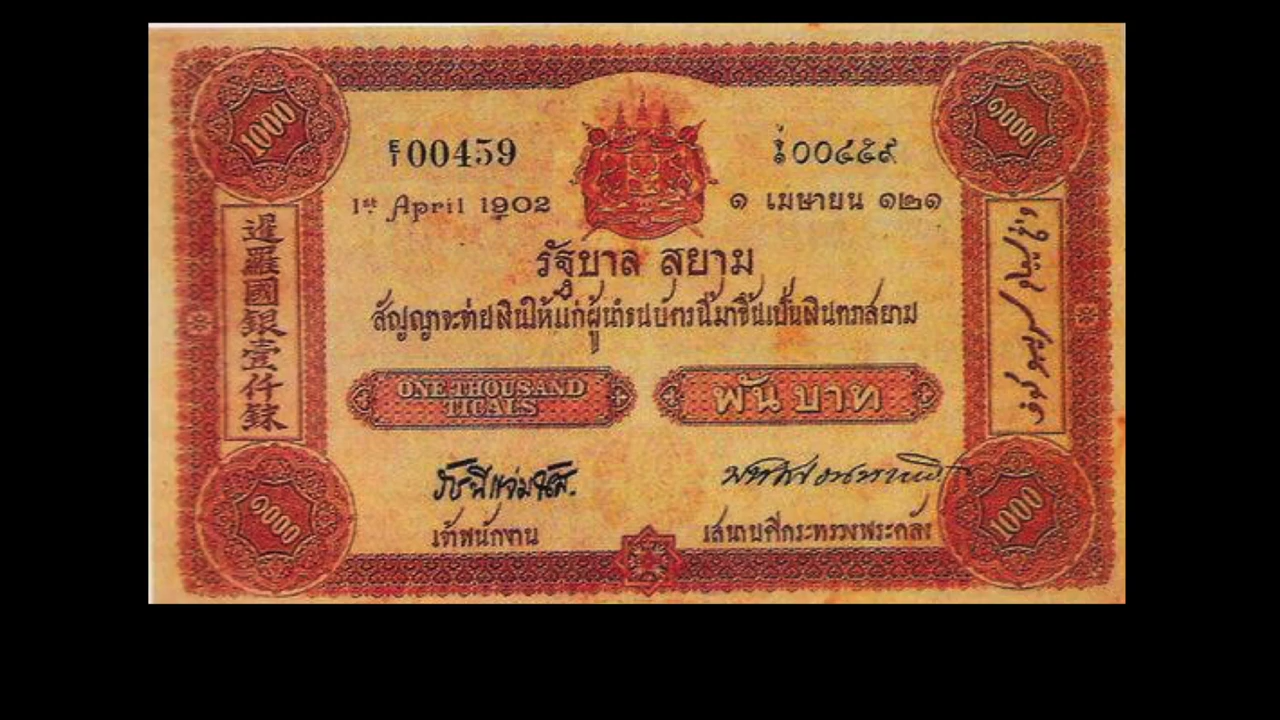 1000
๑๐๐๐
E/1 00459
๐๐๔๕๙
1st April 1902
๑ เมษายน ๑๒๑
รัฐบาล สยาม
สัญญาจะจ่ายเงินให้แก่ผู้นำธนบัตรนี้มาขึ้นเป็นเงินตราสยาม
暹羅國銀壹仟銖
ONE THOUSAND
TICALS
พัน บาท
เจ้าพนักงาน
เสนาบดีกระทรวงพระคลัง
๑๐๐๐
1000